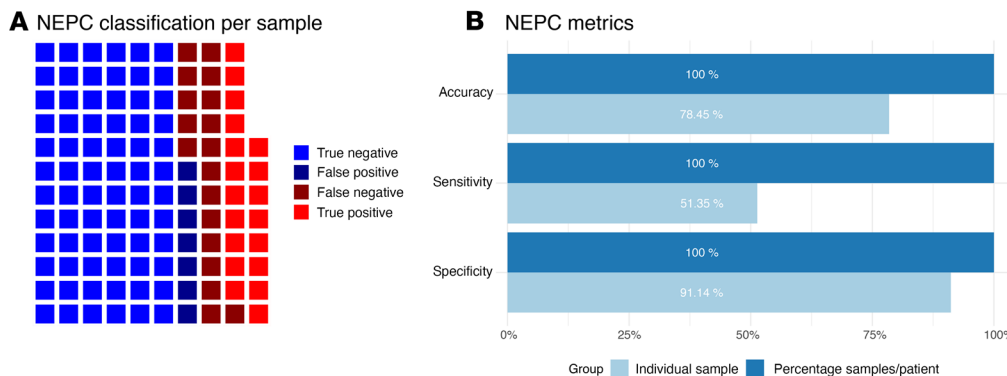 A NEPC classification per sample
True negative
False positive
False negative
True positive
B NEPC metrics
Accuracy
100 %
78.45 %
Sensitivity
100 %
51.35 %
Specificity
100 %
91.14 %
0% 25% 50% 75% 100%
Group Individual sample Percentage samples/patient